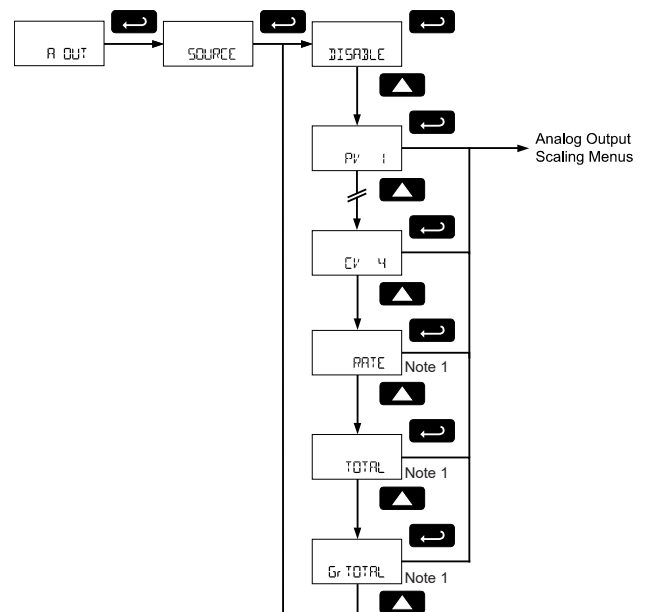 A OUT
SOURCE
DISABLE
PV 1
Analog Output
Scaling Menus
CV 4
RATE
Note 1
TOTAL
Note 1
Gr TOTAL
Note 1